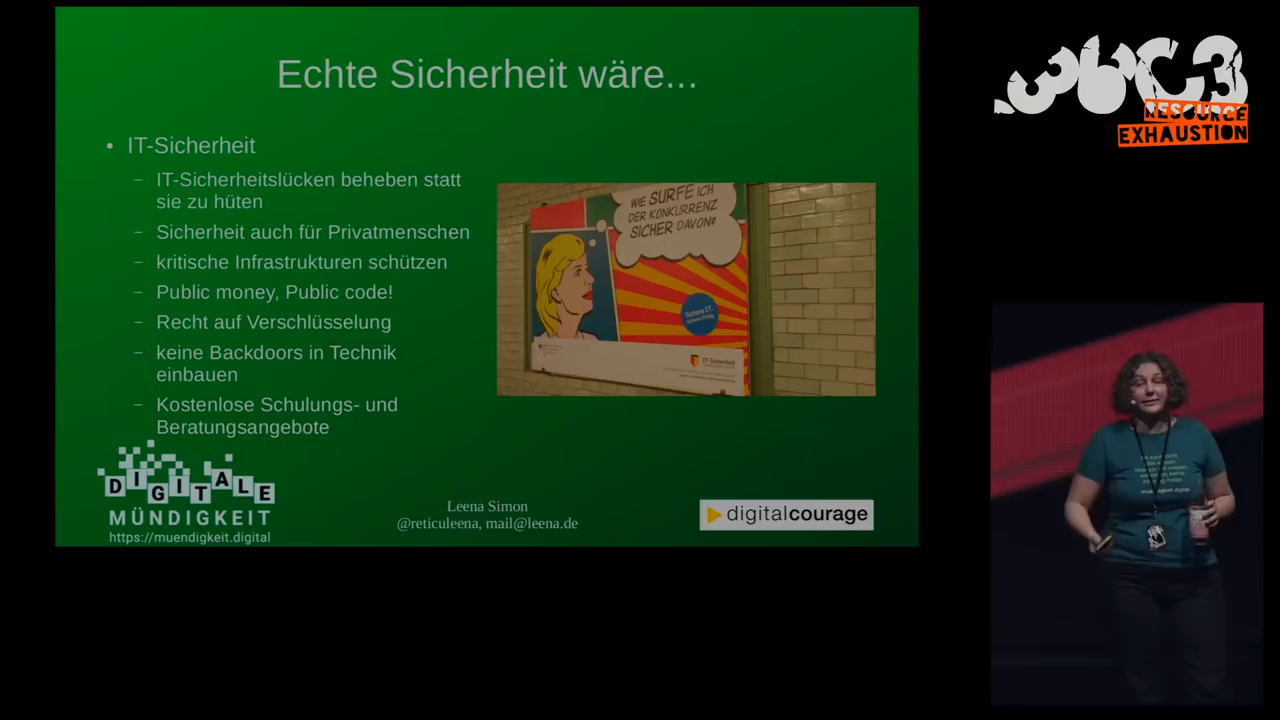 Echte Sicherheit wäre...
• IT-Sicherheit
– IT-Sicherheitslücken beheben statt
sie zu hüten
– Sicherheit auch für Privatmenschen
– kritische Infrastrukturen schützen
– Public money, Public code!
– Recht auf Verschlüsselung
– keine Backdoors in Technik
einbauen
– Kostenlose Schulungs- und
Beratungsangebote
WIE SURFE ICH
DER KONKURRENZ
SICHER DAVON?
Sichere IT.
IT-Sicherheit
DIGITALE
MÜNDIGKEIT
https://muendigkeit.digital
Leena Simon
@reticuleena, mail@leena.de
digitalcourage
36C3
RESOURCE
EXHAUSTION